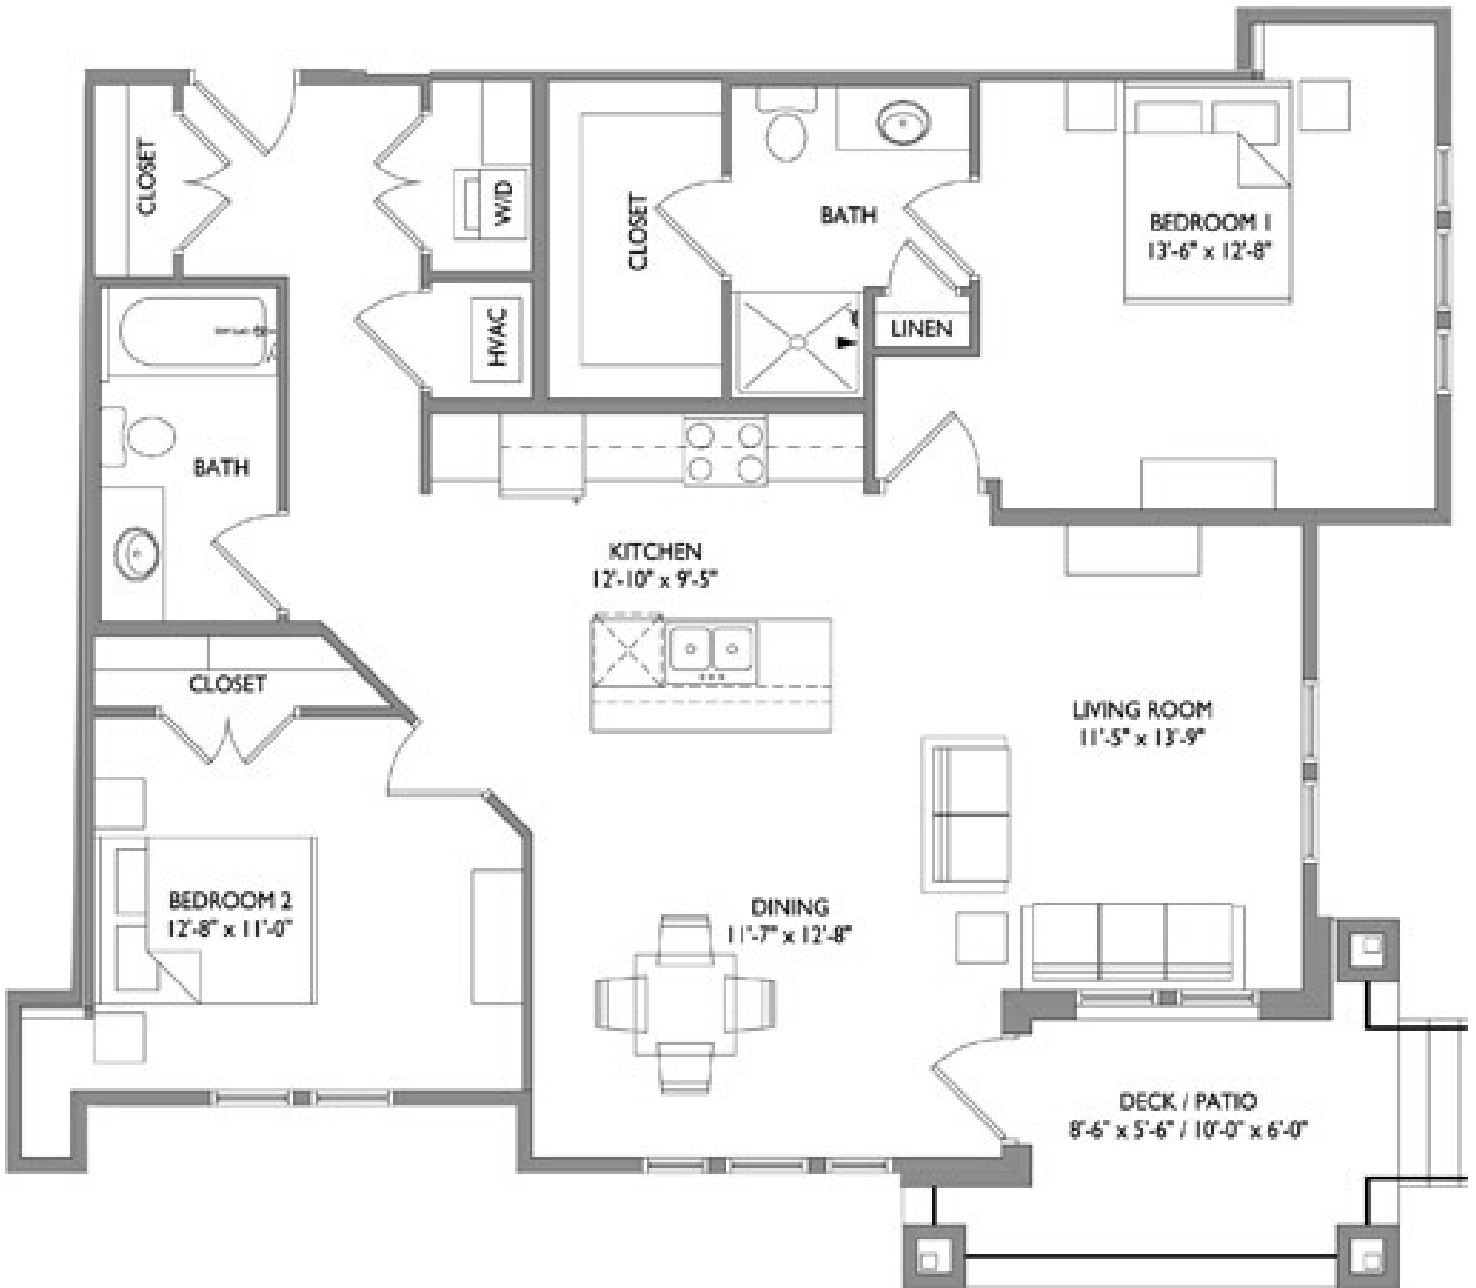 CLOSET
W/D
CLOSET
BATH
BEDROOM 1
13'-6" x 12'-8"
HVAC
LINEN
BATH
KITCHEN
12'-10" x 9'-5"
CLOSET
LIVING ROOM
11'-5" x 13'-9"
BEDROOM 2
12'-8" x 11'-0"
DINING
11'-7" x 12'-8"
DECK / PATIO
8'-6" x 5'-6" / 10'-0" x 6'-0"